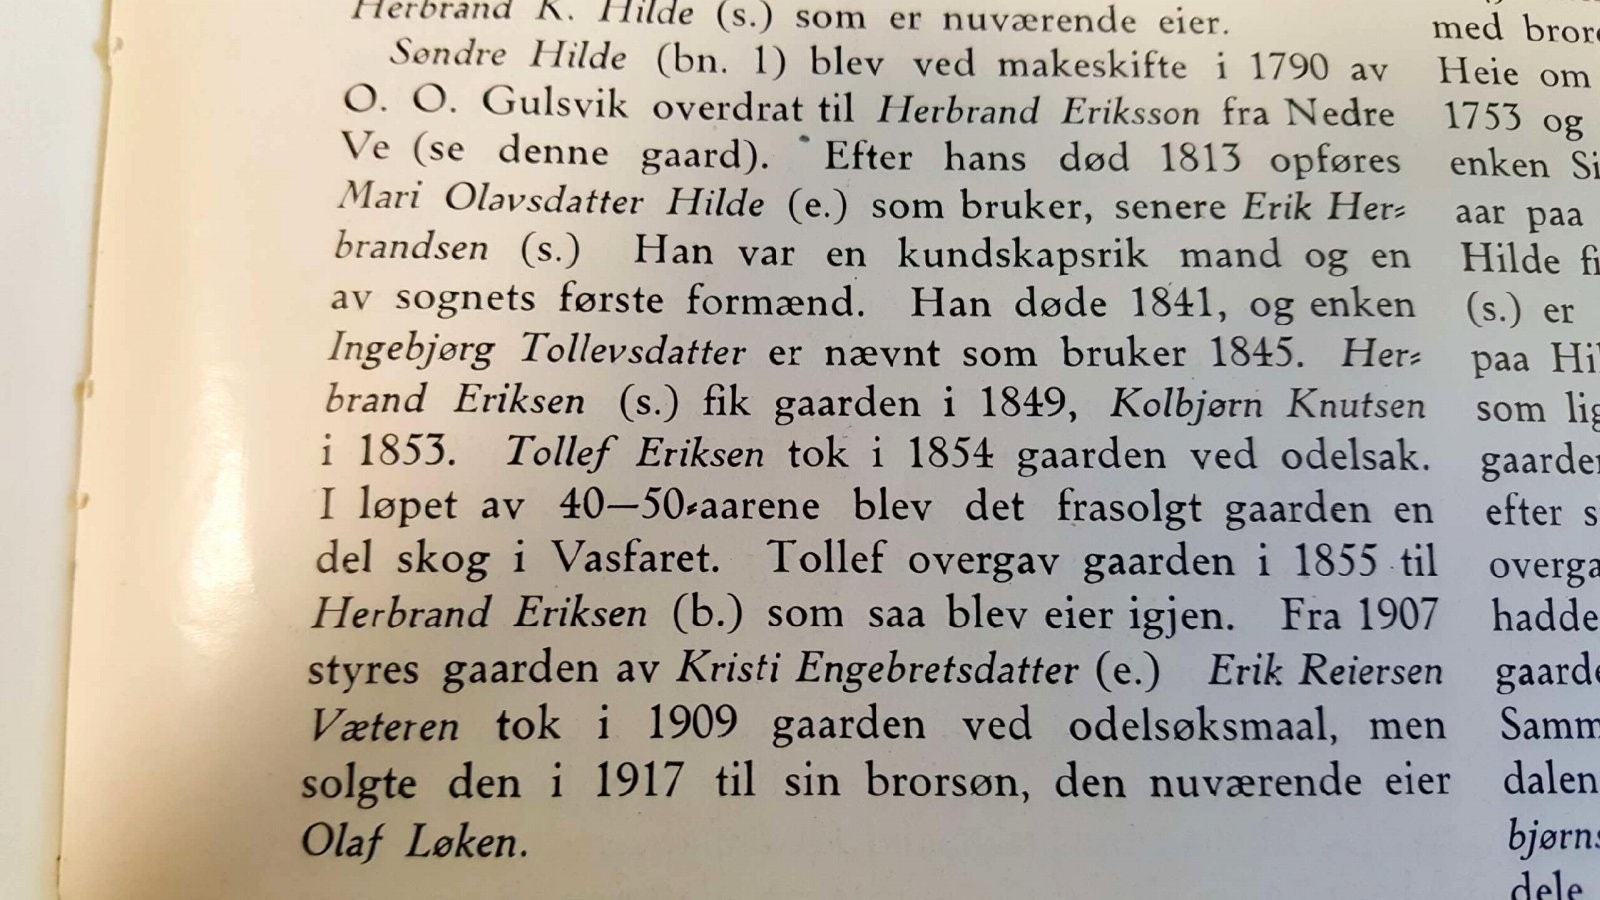 Herbrand K. Hilde (s.) som er nuværende eier.
Søndre Hilde (bn. 1) blev ved makeskifte i 1790 av
O. O. Gulsvik overdrat til Herbrand Eriksson fra Nedre
Ve (se denne gaard). Efter hans død 1813 opføres
Mari Olavsdatter Hilde (e.) som bruker, senere Erik Her-
brandsen (s.) Han var en kundskapsrik mand og en
av sognets første formænd. Han døde 1841, og enken
Ingebjørg Tollevsdatter er nævnt som bruker 1845. Her-
brand Eriksen (s.) fik gaarden i 1849, Kolbjørn Knutsen
i 1853. Tollef Eriksen tok i 1854 gaarden ved odelsak.
I løpet av 40—50-aarene blev det frasolgt gaarden en
del skog i Vasfaret. Tollef overgav gaarden i 1855 til
Herbrand Eriksen (b.) som saa blev eier igjen. Fra 1907
styres gaarden av Kristi Engebretsdatter (e.) Erik Reiersen
Væteren tok i 1909 gaarden ved odelsøksmaal, men
solgte den i 1917 til sin brorsøn, den nuværende eier
Olaf Løken.
med bror
Heie om
1753 og
enken
aar paa
Hilde
(s.) er
paa
som
gaarden
efter
overga
hadde
gaard
Samm
dalen
bjørns
dele